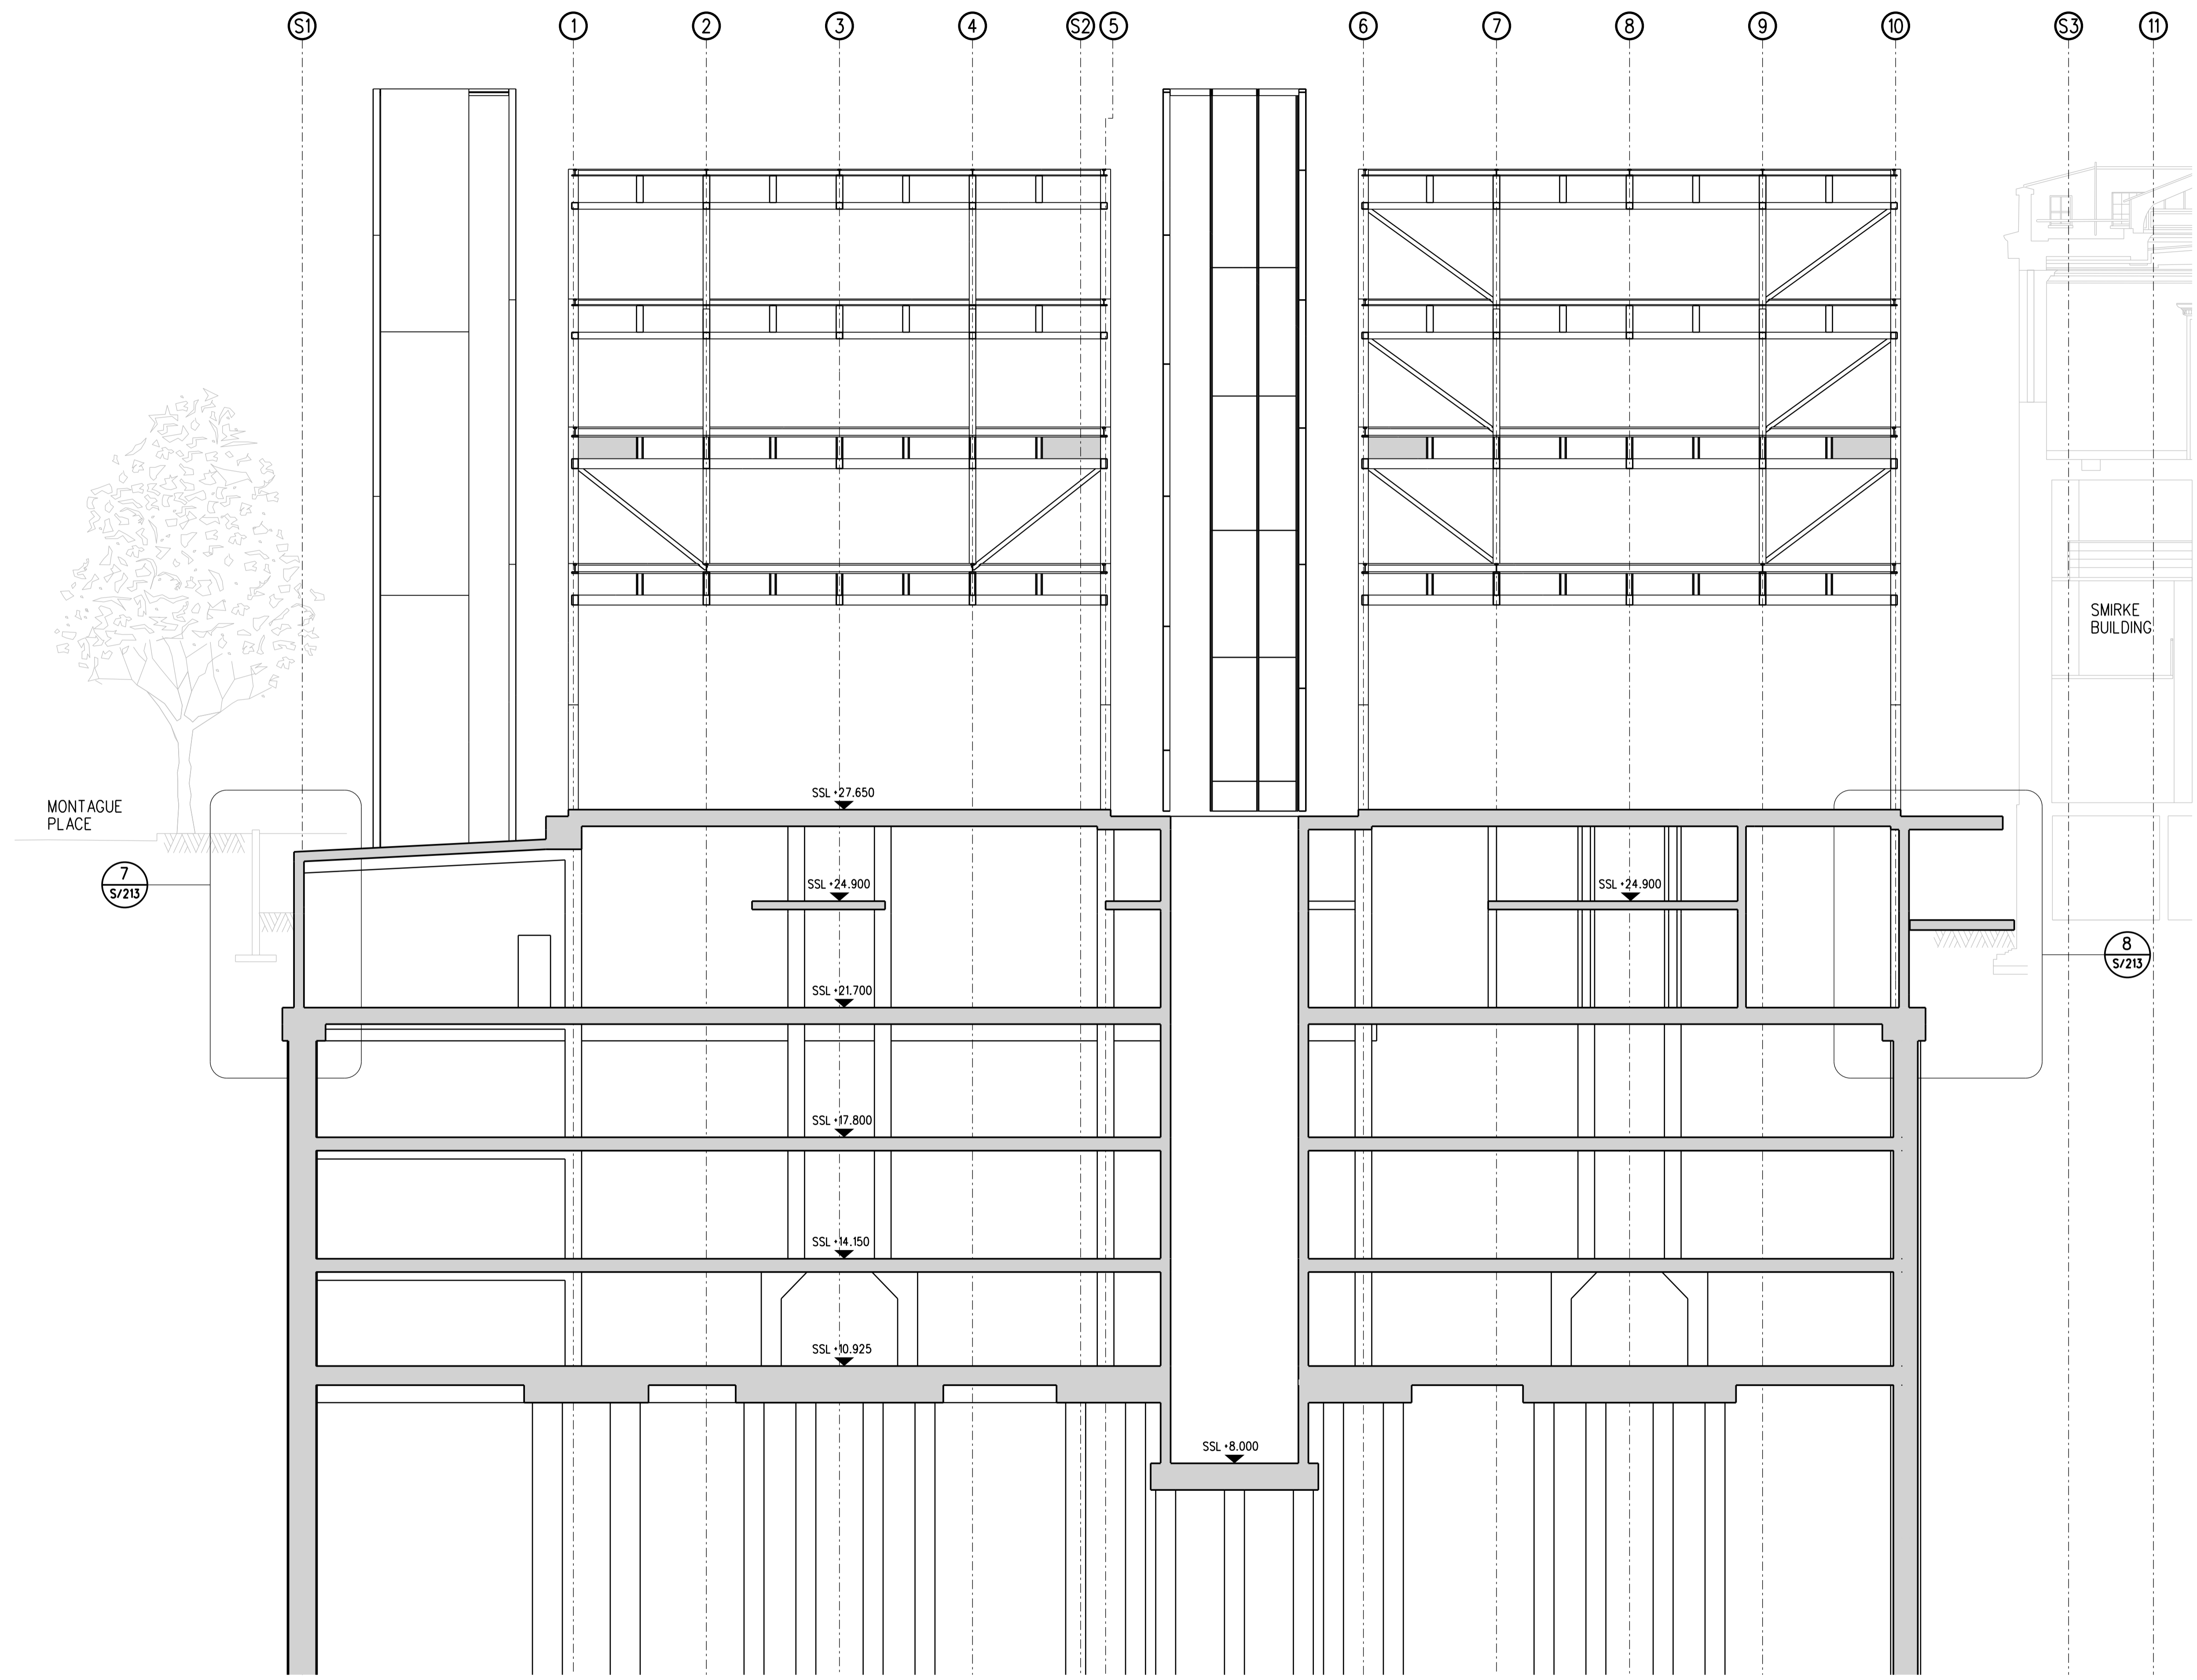 S1 1 2 3 4 S2 5 6 7 8 9 10 S3 11
SMIRKE
BUILDING
SSL +27.650
MONTAGUE
PLACE
7
S/213
SSL +24.900
SSL +24.900
8
S/213
SSL +21.700
SSL +17.800
SSL +14.150
SSL +10.925
SSL +8.000